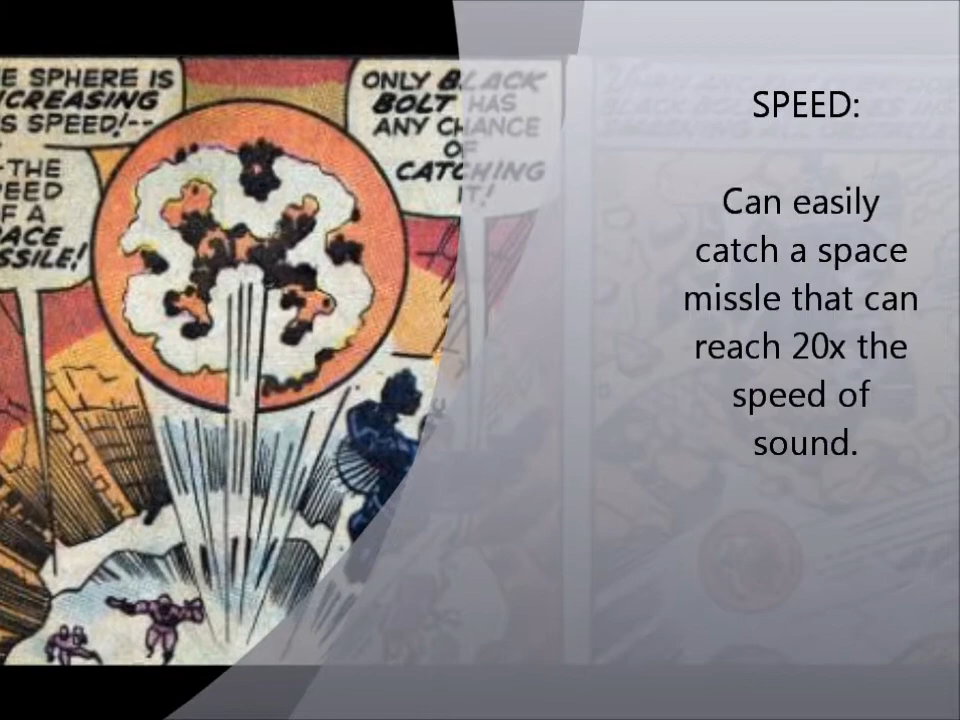 E SPHERE IS
CREASING
S SPEED!--
-THE
PEED
F A
ACE
SSILE!
ONLY BLACK
BOLT HAS
ANY CHANCE
OF
CATCHING
IT!
SPEED:
Can easily
catch a space
missle that can
reach 20x the
speed of
sound.